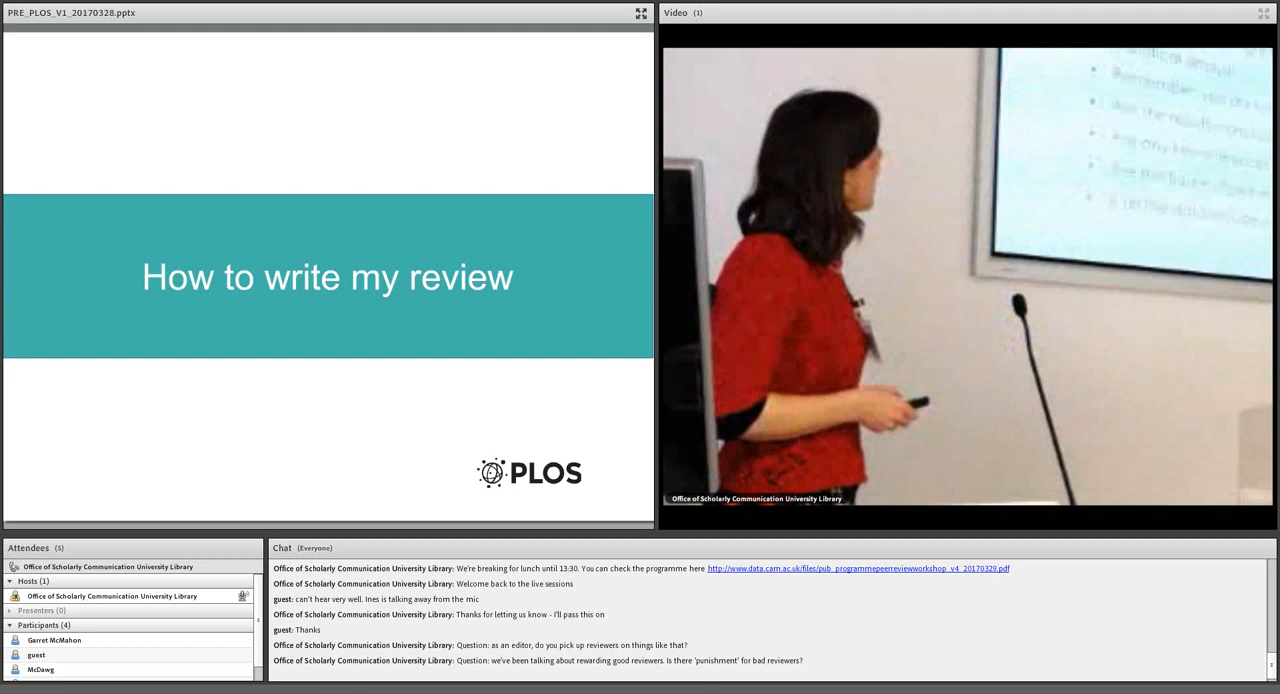 PRE_PLOS_V1_20170328.pptx
How to write my review
PLOS
Video (1)
Remember
Office of Scholarly Communication University Library
Attendees (5)
Office of Scholarly Communication University Library
Hosts (1)
Office of Scholarly Communication University Library
Presenters (0)
Participants (4)
Garret McMahon
guest
McDawg
Chat (Everyone)
Office of Scholarly Communication University Library: We're breaking for lunch until 13:30. You can check the programme here http://www.data.cam.ac.uk/files/pub_programmepeerreviewworkshop_v4_20170329.pdf
Office of Scholarly Communication University Library: Welcome back to the live sessions
guest: can't hear very well. Ines is talking away from the mic
Office of Scholarly Communication University Library: Thanks for letting us know - I'll pass this on
guest: Thanks
Office of Scholarly Communication University Library: Question: as an editor, do you pick up reviewers on things like that?
Office of Scholarly Communication University Library: Question: we've been talking about rewarding good reviewers. Is there 'punishment' for bad reviewers?